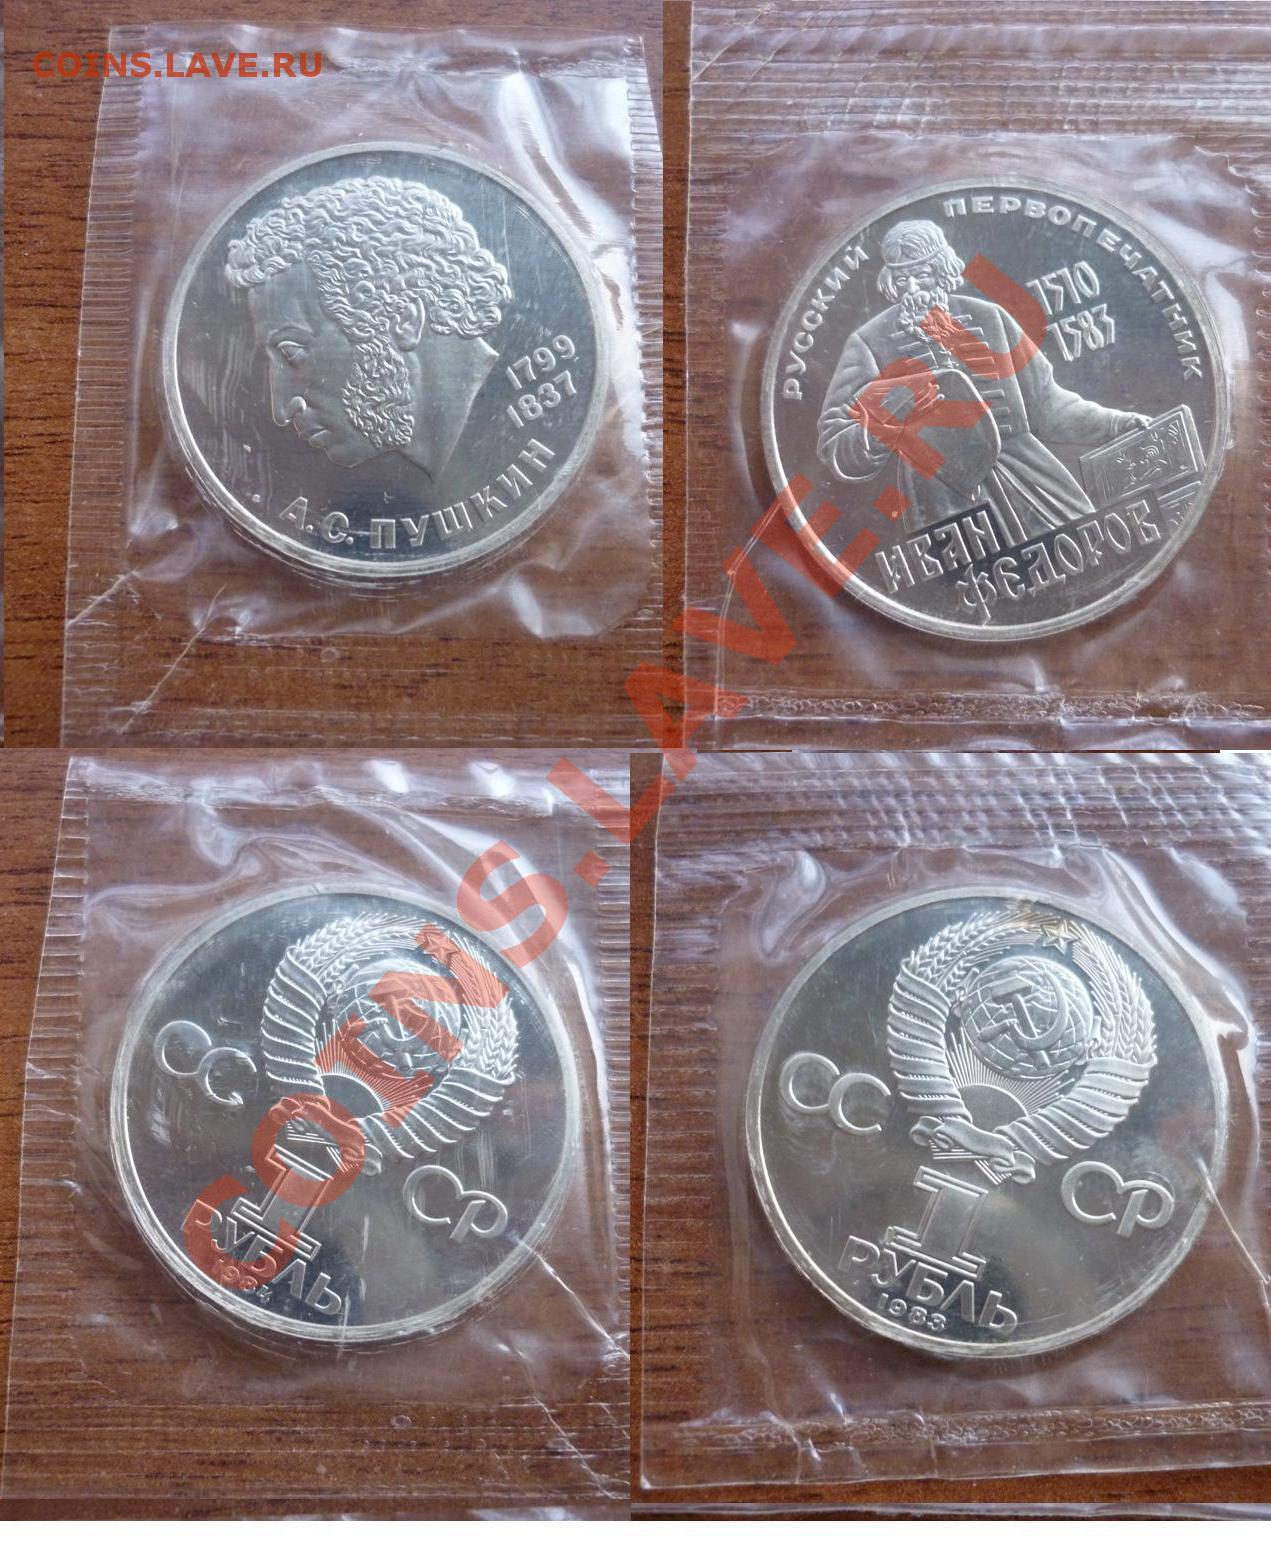 COINS.LAVE.RU
1799
1837
А.С. ПУШКИН
РУССКИЙ ПЕРВОПЕЧАТНИК
1510
1583
ИВАН
ФЕДОРОВ
СС СР
1
РУБЛЬ
1984
СС СР
1
РУБЛЬ
1983
COINS.LAVE.RU